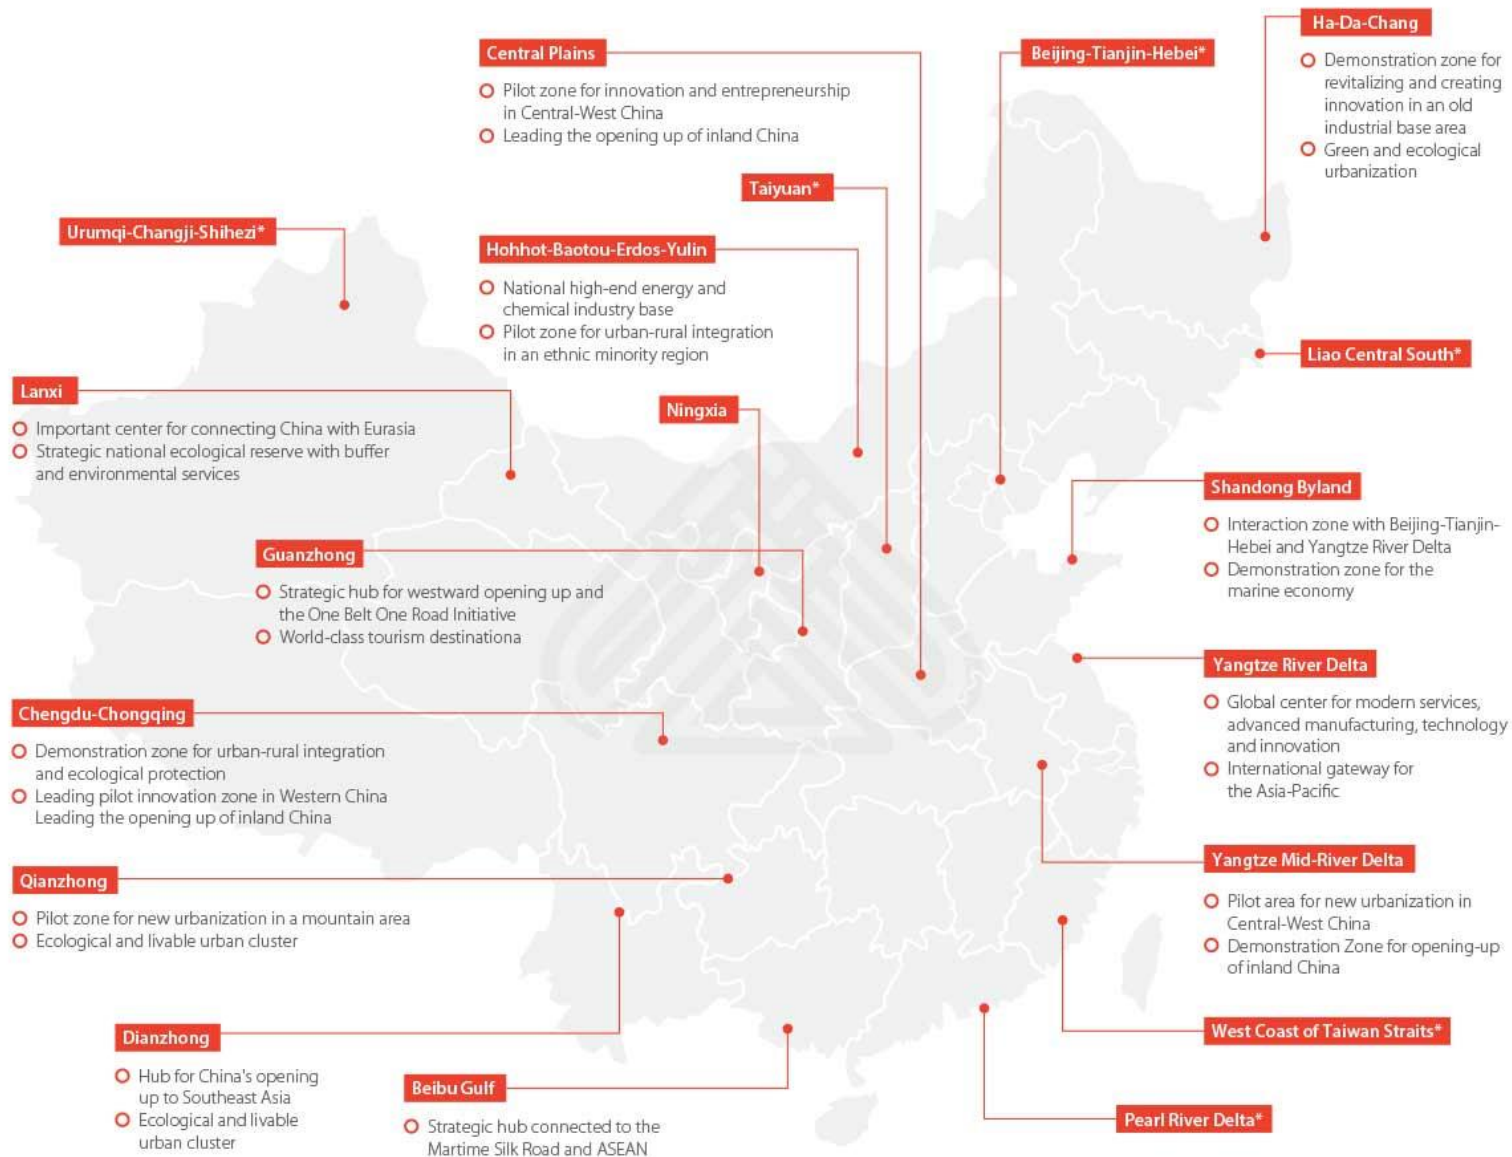 Ha-Da-Chang
Demonstration zone for
revitalizing and creating
innovation in an old
industrial base area
Green and ecological
urbanization
Central Plains
Pilot zone for innovation and entrepreneurship
in Central-West China
Leading the opening up of inland China
Beijing-Tianjin-Hebei*
Taiyuan*
Urumqi-Changji-Shihezi*
Hohhot-Baotou-Erdos-Yulin
National high-end energy and
chemical industry base
Pilot zone for urban-rural integration
in an ethnic minority region
Liao Central South*
Lanxi
Important center for connecting China with Eurasia
Strategic national ecological reserve with buffer
and environmental services
Ningxia
Shandong Byland
Interaction zone with Beijing-Tianjin-
Hebei and Yangtze River Delta
Demonstration zone for the
marine economy
Guanzhong
Strategic hub for westward opening up and
the One Belt One Road Initiative
World-class tourism destinationa
Yangtze River Delta
Global center for modern services,
advanced manufacturing, technology
and innovation
International gateway for
the Asia-Pacific
Chengdu-Chongqing
Demonstration zone for urban-rural integration
and ecological protection
Leading pilot innovation zone in Western China
Leading the opening up of inland China
Yangtze Mid-River Delta
Pilot area for new urbanization in
Central-West China
Demonstration Zone for opening-up
of inland China
Qianzhong
Pilot zone for new urbanization in a mountain area
Ecological and livable urban cluster
West Coast of Taiwan Straits*
Dianzhong
Hub for China's opening
up to Southeast Asia
Ecological and livable
urban cluster
Beibu Gulf
Strategic hub connected to the
Martime Silk Road and ASEAN
Pearl River Delta*